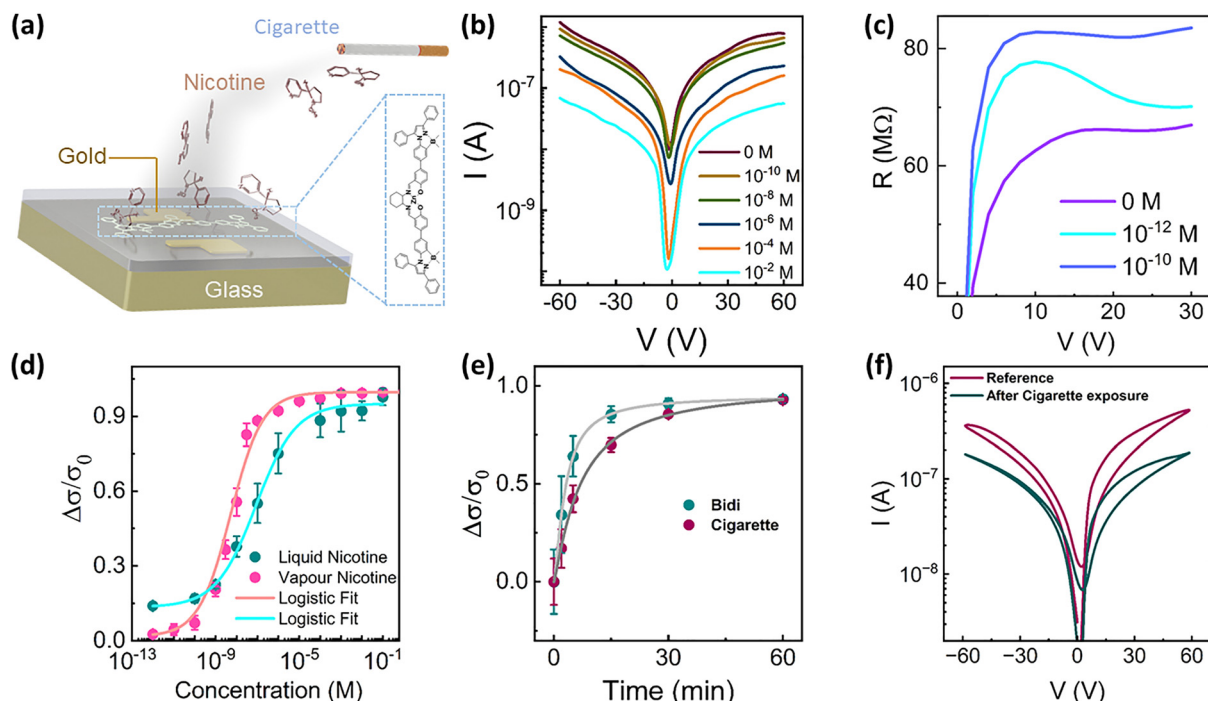 (a)
Cigarette
Nicotine
Gold
Glass
(b)
I (A)
10⁻⁷
10⁻⁹
0 M
10⁻¹⁰ M
10⁻⁸ M
10⁻⁶ M
10⁻⁴ M
10⁻² M
-60 -30 0 30 60
V (V)
(c)
R (MΩ)
80
60
40
0 M
10⁻¹² M
10⁻¹⁰ M
0 10 20 30
V (V)
(d)
Δσ/σ₀
0.9
0.6
0.3
0.0
Liquid Nicotine
Vapour Nicotine
Logistic Fit
Logistic Fit
10⁻¹³ 10⁻⁹ 10⁻⁵ 10⁻¹
Concentration (M)
(e)
Δσ/σ₀
1.0
0.5
0.0
Bidi
Cigarette
0 20 40 60
Time (min)
(f)
I (A)
10⁻⁶
10⁻⁷
10⁻⁸
Reference
After Cigarette exposure
−60 −30 0 30 60
V (V)